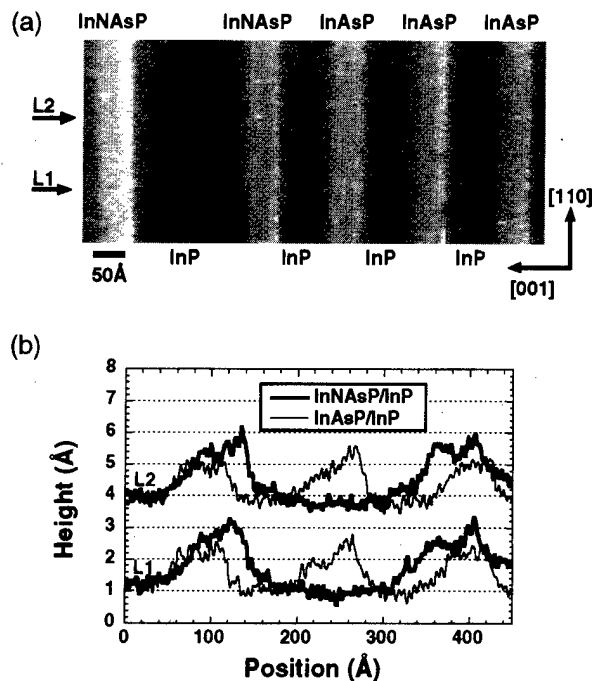 (a)
InNAsP InNAsP InAsP InAsP InAsP
L2
L1
[110]
InP InP InP InP
50Å
[001]
(b)
8
7
6
5
4
3
2
1
0
Height (Å)
InNAsP/InP
InAsP/InP
L2
L1
0 100 200 300 400
Position (Å)